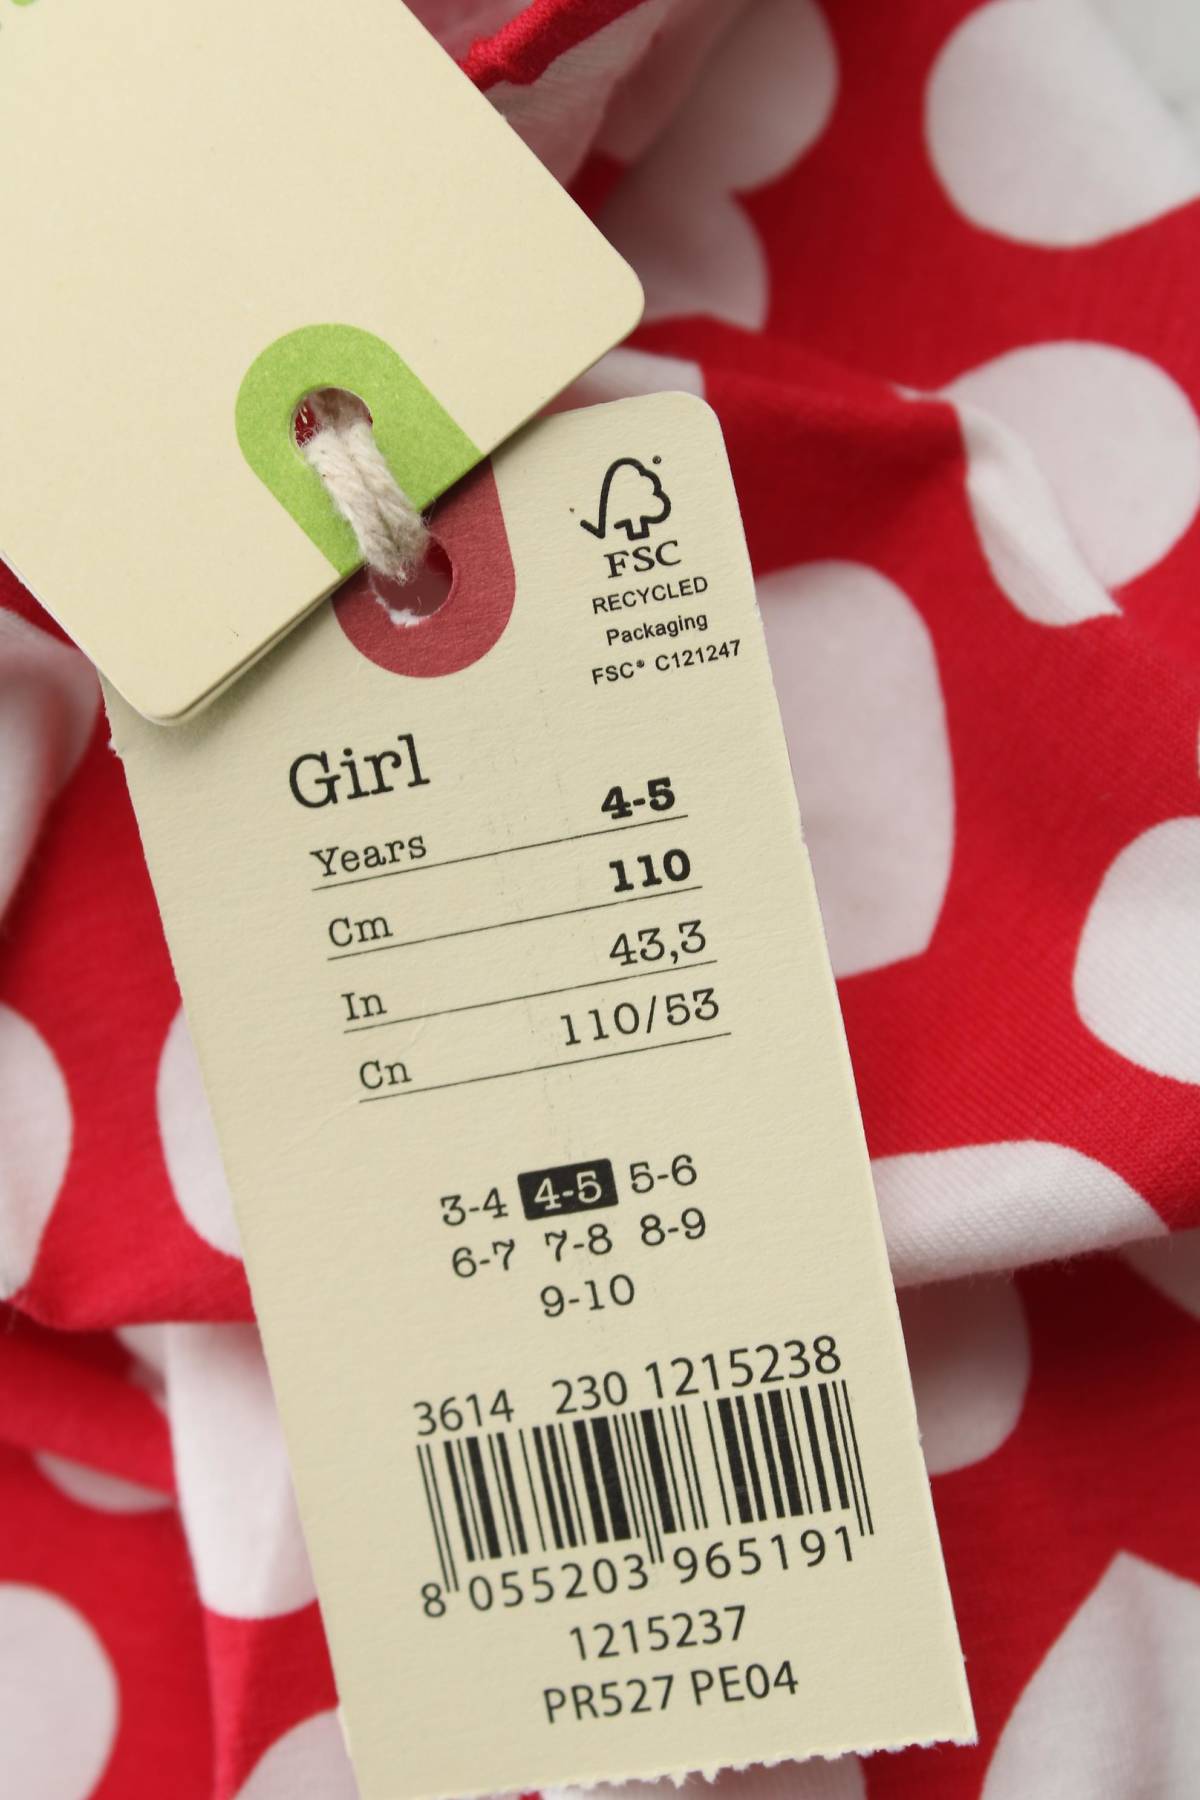 FSC
RECYCLED
Packaging
FSC® C121247
Girl
Years 4-5
Cm 110
In 43,3
Cn 110/53
3-4 4-5 5-6
6-7 7-8 8-9
9-10
3614 230 1215238
8 055203 965191
1215237
PR527 PE04